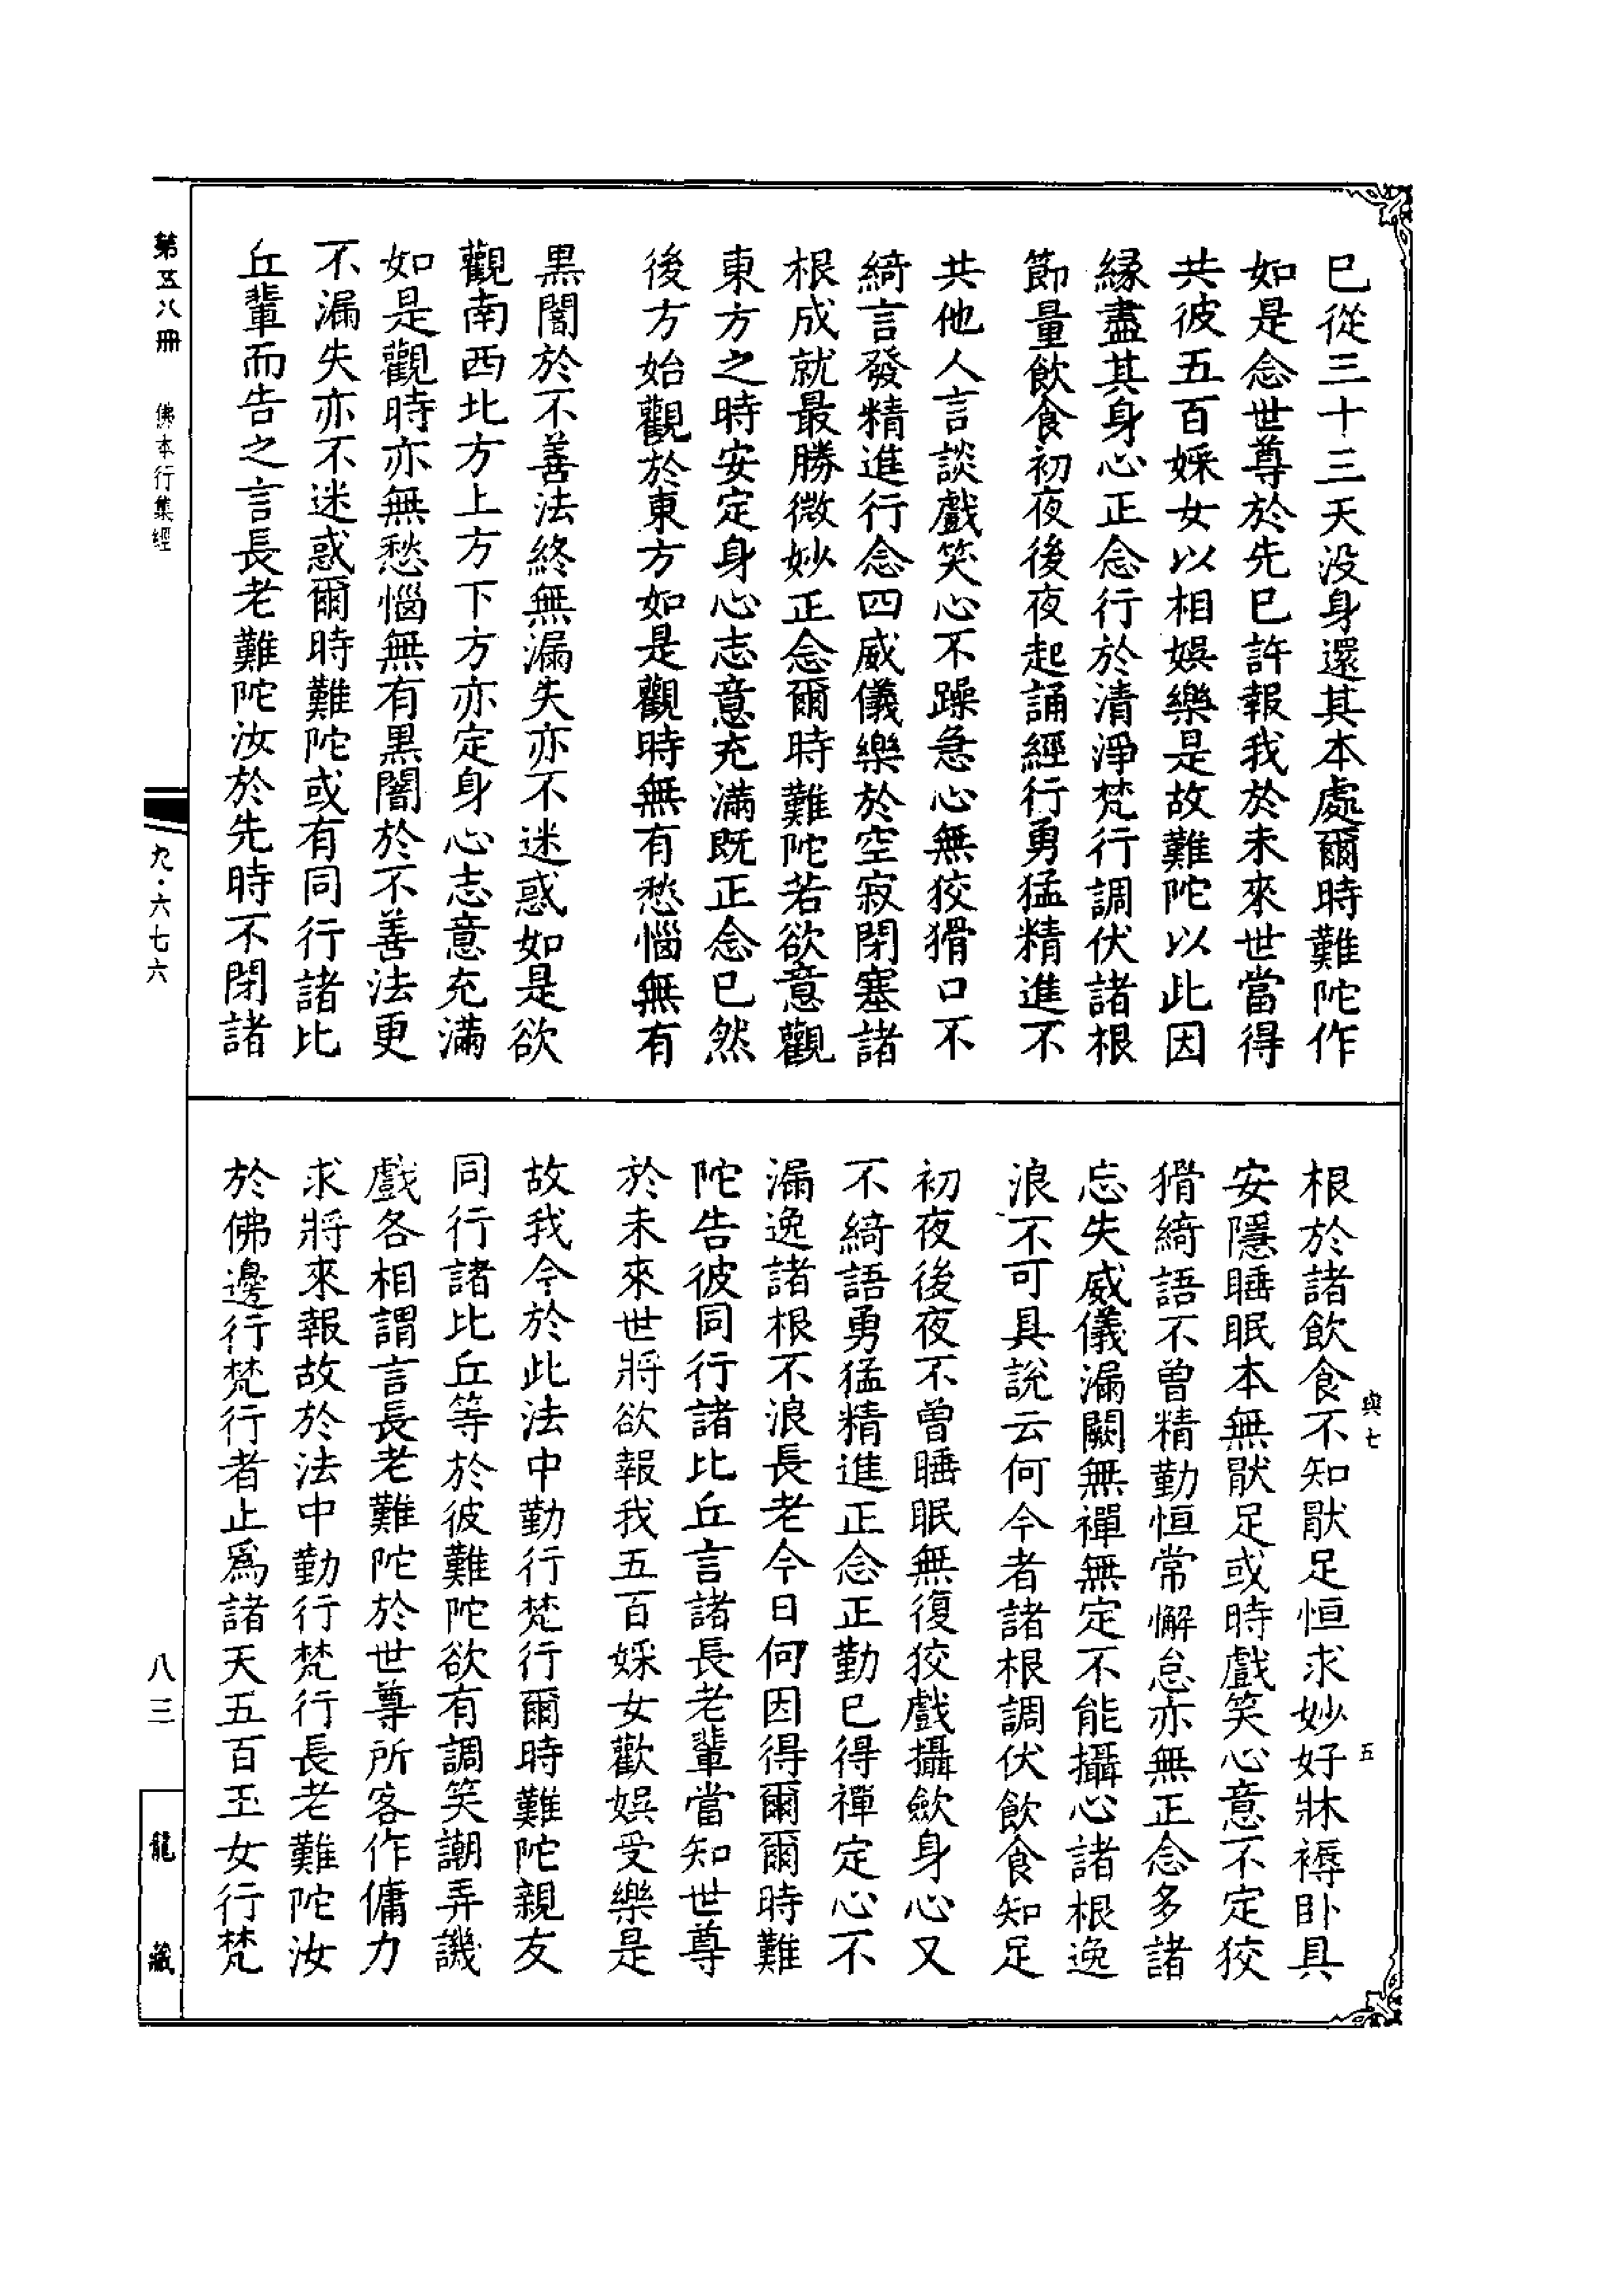 巳從三十三天没身還其本處爾時難陀作
如是念世尊於先巳許報我於未來世當得
共彼五百婇女以相娛樂是故難陀以此因
緣盡其身心正念行於清淨梵行調伏諸根
節量飲食初夜後夜起誦經行勇猛精進不
共他人言談戲笑心不躁急心無狡猾口不
綺言發精進行念四威儀樂於空寂閉塞諸
根成就最勝微妙正念爾時難陀若欲意觀
東方之時安定身心志意充滿既正念巳然
後方始觀於東方如是觀時無有愁惱無有
黑闇於不善法終無漏失亦不迷惑如是欲
觀南西北方上方下方亦定身心志意充滿
如是觀時亦無愁惱無有黑闇於不善法更
不漏失亦不迷惑爾時難陀或有同行諸比
丘輩而告之言長老難陀汝於先時不閉諸
根於諸飲食不知猒足恒求妙好牀褥卧具
安隱睡眠本無猒足或時戲笑心意不定狡
猾綺語不曾精勤恒常懈怠亦無正念多諸
忘失威儀漏闕無禪無定不能攝心諸根逸
浪不可具說云何今者諸根調伏飲食知足
初夜後夜不曾睡眠無復狡戲攝歛身心又
不綺語勇猛精進正念正勤巳得禪定心不
漏逸諸根不浪長老今日何因得爾爾時難
陀告彼同行諸比丘言諸長老輩當知世尊
於未來世將欲報我五百婇女歡娛受樂是
故我今於此法中勤行梵行爾時難陀親友
同行諸比丘等於彼難陀欲有調笑潮弄譏
戲各相謂言長老難陀於世尊所客作傭力
求將來報故於法中勤行梵行長老難陀汝
於佛邊行梵行者止爲諸天五百玉女行梵
與七
五
第五八冊
佛本行集經
九·六七六
八三
龍藏